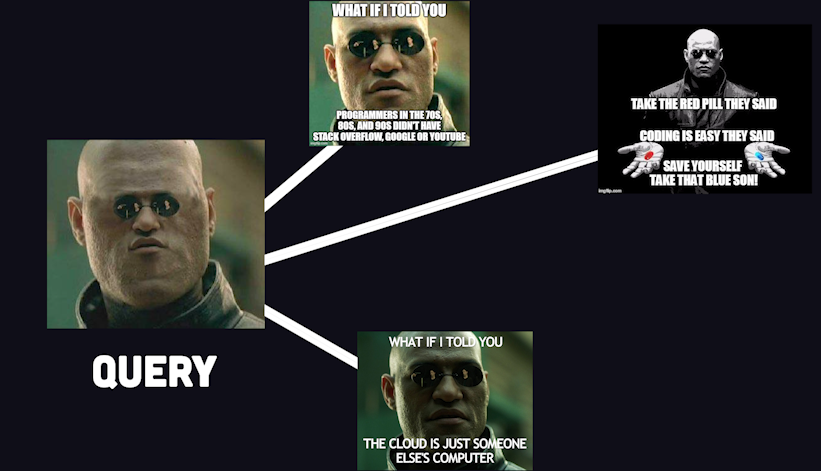 WHAT IF I TOLD YOU
PROGRAMMERS IN THE 70S,
80S, AND 90S DIDN'T HAVE
STACK OVERFLOW, GOOGLE OR YOUTUBE
imgflip.com
TAKE THE RED PILL THEY SAID
CODING IS EASY THEY SAID
SAVE YOURSELF
TAKE THAT BLUE SON!
imgflip.com
QUERY
WHAT IF I TOLD YOU
THE CLOUD IS JUST SOMEONE
ELSE'S COMPUTER